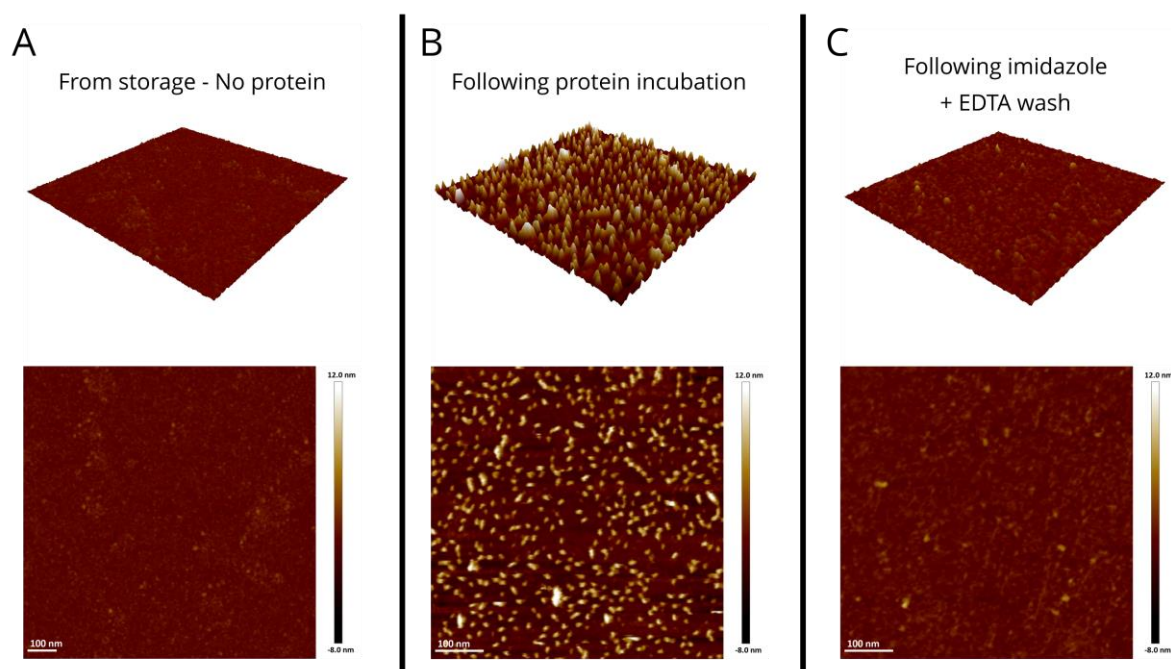 A
From storage - No protein
12.0 nm
100 nm
-8.0 nm
B
Following protein incubation
12.0 nm
100 nm
-8.0 nm
C
Following imidazole
+ EDTA wash
12.0 nm
100 nm
-8.0 nm